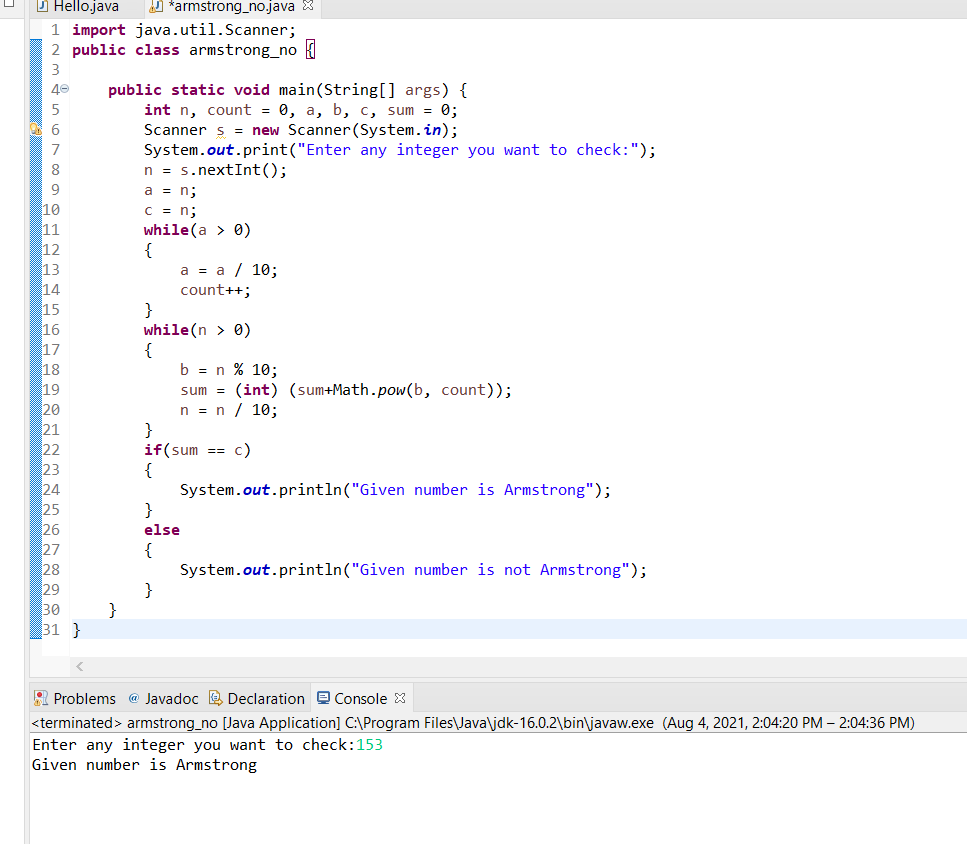 Hello.java *armstrong_no.java
1 import java.util.Scanner;
2 public class armstrong_no {
3
4 public static void main(String[] args) {
5 int n, count = 0, a, b, c, sum = 0;
6 Scanner s = new Scanner(System.in);
7 System.out.print("Enter any integer you want to check:");
8 n = s.nextInt();
9 a = n;
10 c = n;
11 while(a > 0)
12 {
13 a = a / 10;
14 count++;
15 }
16 while(n > 0)
17 {
18 b = n % 10;
19 sum = (int) (sum+Math.pow(b, count));
20 n = n / 10;
21 }
22 if(sum == c)
23 {
24 System.out.println("Given number is Armstrong");
25 }
26 else
27 {
28 System.out.println("Given number is not Armstrong");
29 }
30 }
31 }
Problems @ Javadoc Declaration Console
<terminated> armstrong_no [Java Application] C:\Program Files\Java\jdk-16.0.2\bin\javaw.exe (Aug 4, 2021, 2:04:20 PM – 2:04:36 PM)
Enter any integer you want to check:153
Given number is Armstrong